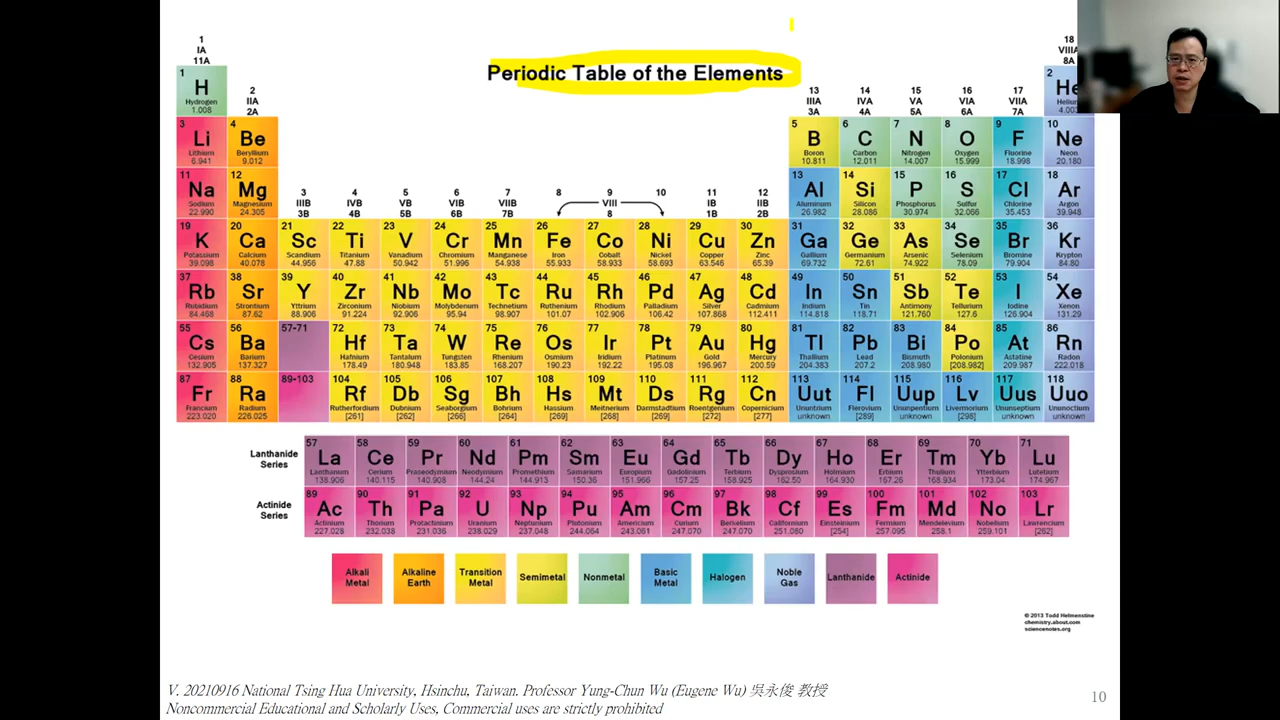 Periodic Table of the Elements
1
IA
11A
2
IIA
2A
3
IIIB
3B
4
IVB
4B
5
VB
5B
6
VIB
6B
7
VIIB
7B
8
9
VIII
8
10
11
IB
1B
12
IIB
2B
13
IIIA
3A
14
IVA
4A
15
VA
5A
16
VIA
6A
17
VIIA
7A
18
VIIIA
8A
1 H Hydrogen 1.008
2 He 4.003
3 Li Lithium 6.941
4 Be Beryllium 9.012
5 B Boron 10.811
6 C Carbon 12.011
7 N Nitrogen 14.007
8 O Oxygen 15.999
9 F Fluorine 18.998
10 Ne Neon 20.180
11 Na Sodium 22.990
12 Mg Magnesium 24.305
13 Al Aluminum 26.982
14 Si Silicon 28.086
15 P Phosphorus 30.974
16 S Sulfur 32.066
17 Cl Chlorine 35.453
18 Ar Argon 39.948
19 K Potassium 39.098
20 Ca Calcium 40.078
21 Sc Scandium 44.956
22 Ti Titanium 47.88
23 V Vanadium 50.942
24 Cr Chromium 51.996
25 Mn Manganese 54.938
26 Fe Iron 55.933
27 Co Cobalt 58.933
28 Ni Nickel 58.693
29 Cu Copper 63.546
30 Zn Zinc 65.39
31 Ga Gallium 69.732
32 Ge Germanium 72.61
33 As Arsenic 74.922
34 Se Selenium 78.09
35 Br Bromine 79.904
36 Kr Krypton 84.80
37 Rb Rubidium 84.468
38 Sr Strontium 87.62
39 Y Yttrium 88.906
40 Zr Zirconium 91.224
41 Nb Niobium 92.906
42 Mo Molybdenum 95.94
43 Tc Technetium 98.907
44 Ru Ruthenium 101.07
45 Rh Rhodium 102.906
46 Pd Palladium 106.42
47 Ag Silver 107.868
48 Cd Cadmium 112.411
49 In Indium 114.818
50 Sn Tin 118.71
51 Sb Antimony 121.760
52 Te Tellurium 127.6
53 I Iodine 126.904
54 Xe Xenon 131.29
55 Cs Cesium 132.905
56 Ba Barium 137.327
57-71
72 Hf Hafnium 178.49
73 Ta Tantalum 180.948
74 W Tungsten 183.85
75 Re Rhenium 168.207
76 Os Osmium 190.23
77 Ir Iridium 192.22
78 Pt Platinum 195.08
79 Au Gold 196.967
80 Hg Mercury 200.59
81 Tl Thallium 204.383
82 Pb Lead 207.2
83 Bi Bismuth 208.980
84 Po Polonium [208.982]
85 At Astatine 209.987
86 Rn Radon 222.018
87 Fr Francium 223.020
88 Ra Radium 226.025
89-103
104 Rf Rutherfordium [261]
105 Db Dubnium [262]
106 Sg Seaborgium [266]
107 Bh Bohrium [264]
108 Hs Hassium [269]
109 Mt Meitnerium [268]
110 Ds Darmstadtium [269]
111 Rg Roentgenium [272]
112 Cn Copernicium [277]
113 Uut Ununtrium unknown
114 Fl Flerovium [289]
115 Uup Ununpentium unknown
116 Lv Livermorium [298]
117 Uus Ununseptium unknown
118 Uuo Ununoctium unknown
Lanthanide
Series
57 La Lanthanum 138.906
58 Ce Cerium 140.115
59 Pr Praseodymium 140.908
60 Nd Neodymium 144.24
61 Pm Promethium 144.913
62 Sm Samarium 150.36
63 Eu Europium 151.966
64 Gd Gadolinium 157.25
65 Tb Terbium 158.925
66 Dy Dysprosium 162.50
67 Ho Holmium 164.930
68 Er Erbium 167.26
69 Tm Thulium 168.934
70 Yb Ytterbium 173.04
71 Lu Lutetium 174.967
Actinide
Series
89 Ac Actinium 227.028
90 Th Thorium 232.038
91 Pa Protactinium 231.036
92 U Uranium 238.029
93 Np Neptunium 237.048
94 Pu Plutonium 244.064
95 Am Americium 243.061
96 Cm Curium 247.070
97 Bk Berkelium 247.070
98 Cf Californium 251.080
99 Es Einsteinium [254]
100 Fm Fermium 257.095
101 Md Mendelevium 258.1
102 No Nobelium 259.101
103 Lr Lawrencium [262]
Alkali
Metal
Alkaline
Earth
Transition
Metal
Semimetal
Nonmetal
Basic
Metal
Halogen
Noble
Gas
Lanthanide
Actinide
© 2013 Todd Helmenstine
chemistry.about.com
sciencenotes.org
V. 20210916 National Tsing Hua University, Hsinchu, Taiwan. Professor Yung-Chun Wu (Eugene Wu) 吳永俊 教授
Noncommercial Educational and Scholarly Uses, Commercial uses are strictly prohibited
10